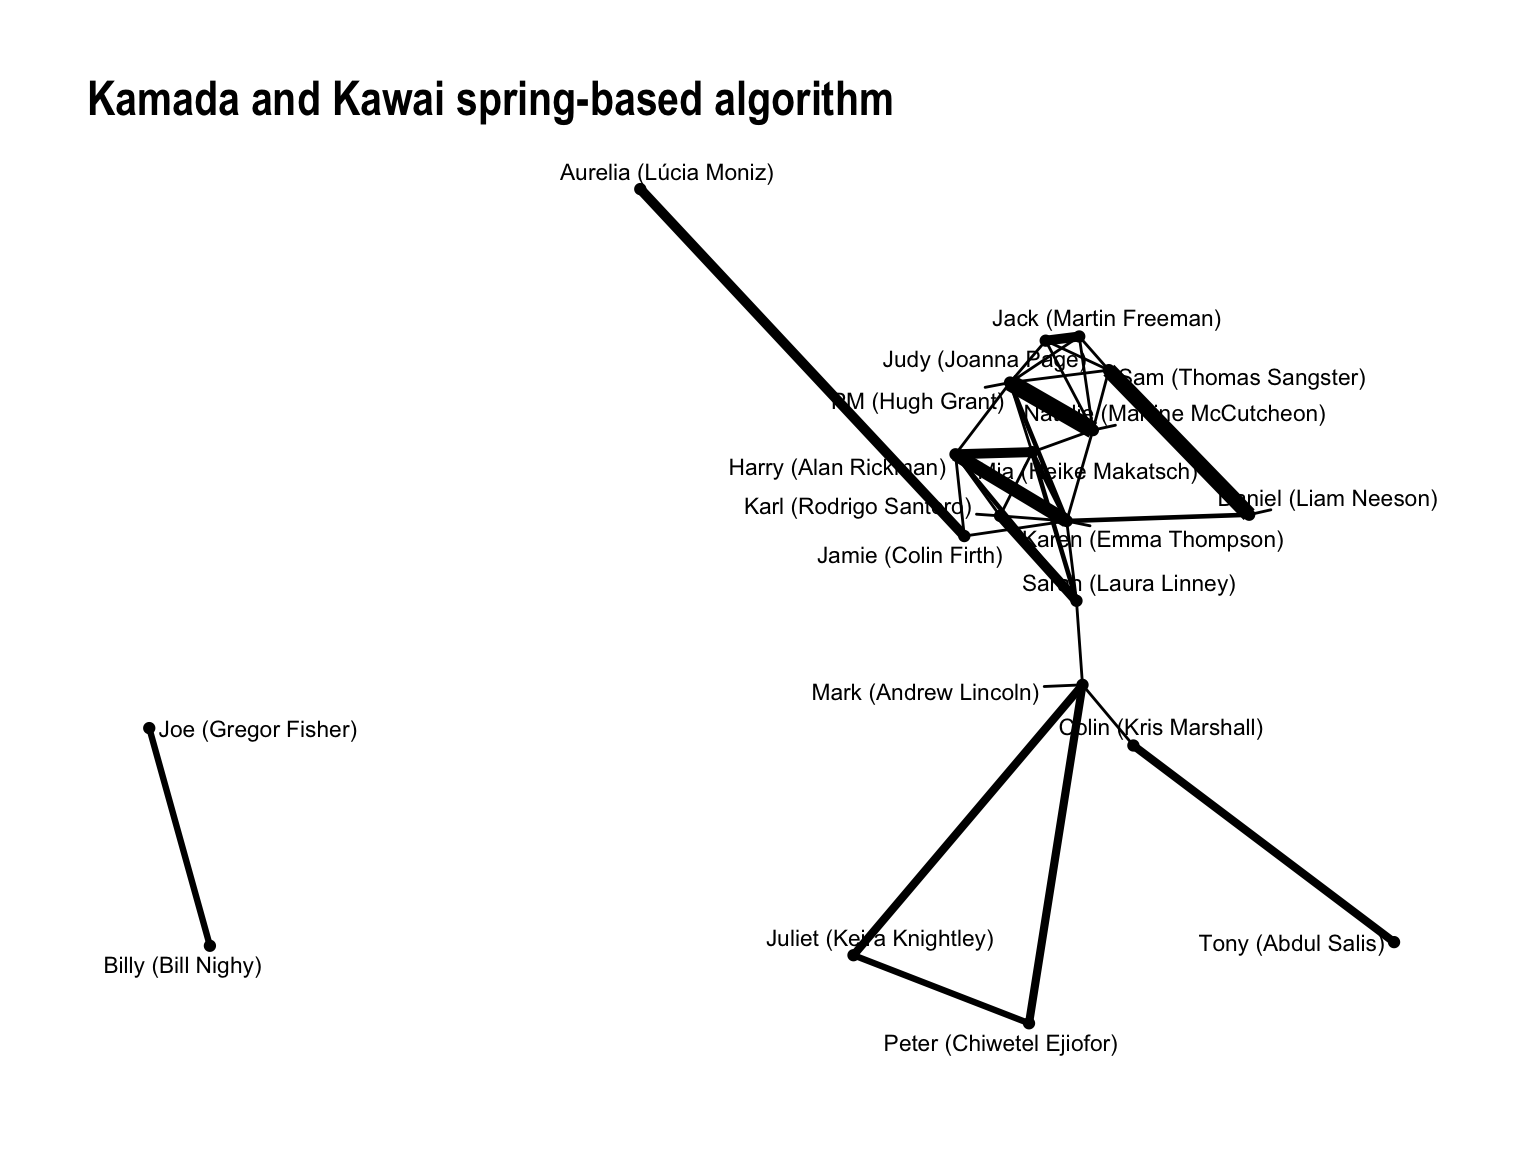 Kamada and Kawai spring-based algorithm
Aurelia (Lúcia Moniz)
Jack (Martin Freeman)
Judy (Joanna Page)
Sam (Thomas Sangster)
PM (Hugh Grant)
Natalie (Martine McCutcheon)
Harry (Alan Rickman)
Mia (Heike Makatsch)
Daniel (Liam Neeson)
Karl (Rodrigo Santoro)
Karen (Emma Thompson)
Jamie (Colin Firth)
Sarah (Laura Linney)
Mark (Andrew Lincoln)
Colin (Kris Marshall)
Joe (Gregor Fisher)
Juliet (Keira Knightley)
Tony (Abdul Salis)
Billy (Bill Nighy)
Peter (Chiwetel Ejiofor)